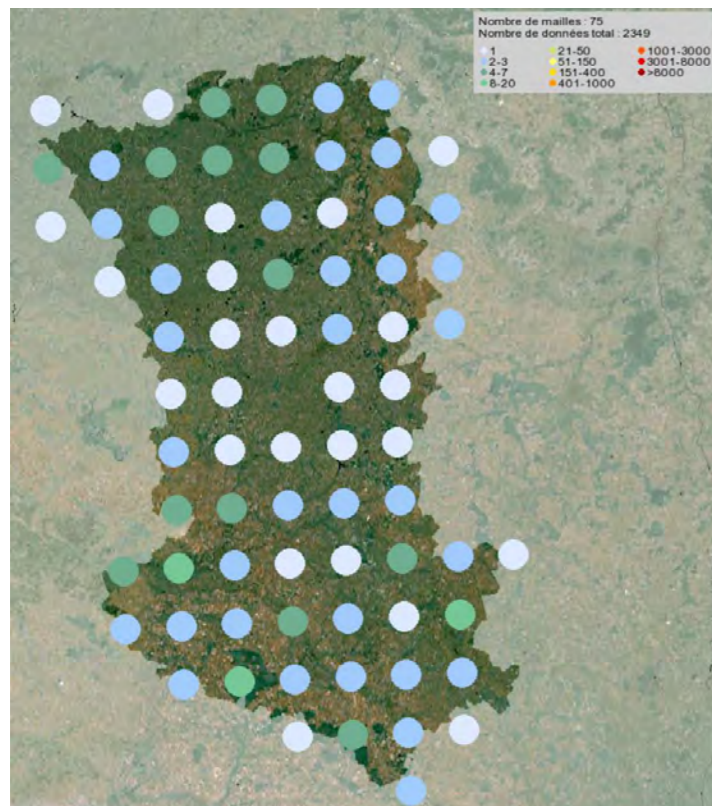 Nombre de mailles : 75
Nombre de données total : 2349
1 21-50 1001-3000
2-3 51-150 3001-8000
4-7 151-400 >8000
8-20 401-1000